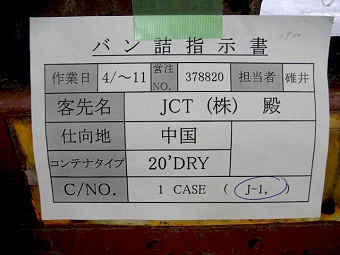 バン詰指示書
作業日 4/～11 営注NO. 378820 担当者 碓井
客先名 JCT (株) 殿
仕向地 中国
コンテナタイプ 20'DRY
C/NO. 1 CASE ( J-1, )